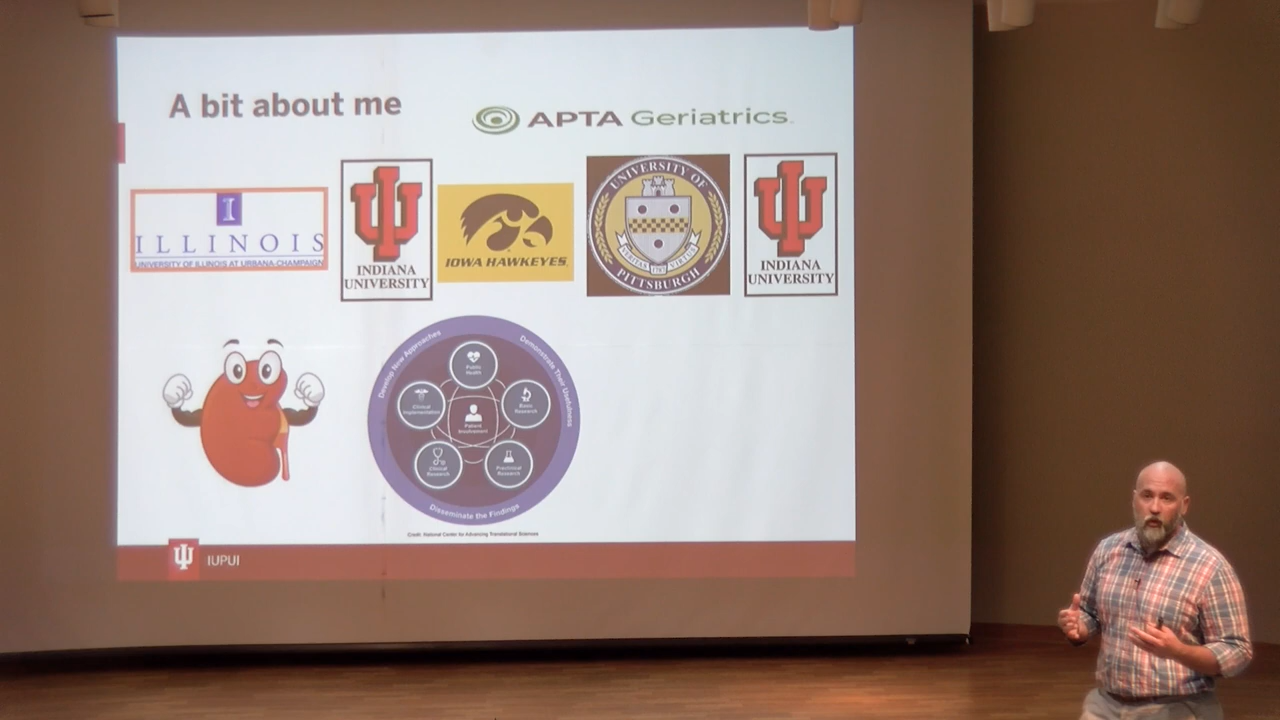 A bit about me
APTA Geriatrics
I
ILLINOIS
UNIVERSITY OF ILLINOIS AT URBANA-CHAMPAIGN
INDIANA
UNIVERSITY
IOWA HAWKEYES
UNIVERSITY OF
PITTSBURGH
INDIANA
UNIVERSITY
Develop New Approaches
Demonstrate Their Usefulness
Public
Health
Clinical
Implementation
Basic
Research
Patient
Involvement
Clinical
Research
Preclinical
Research
Disseminate the Findings
Credit: National Center for Advancing Translational Sciences
IUPUI